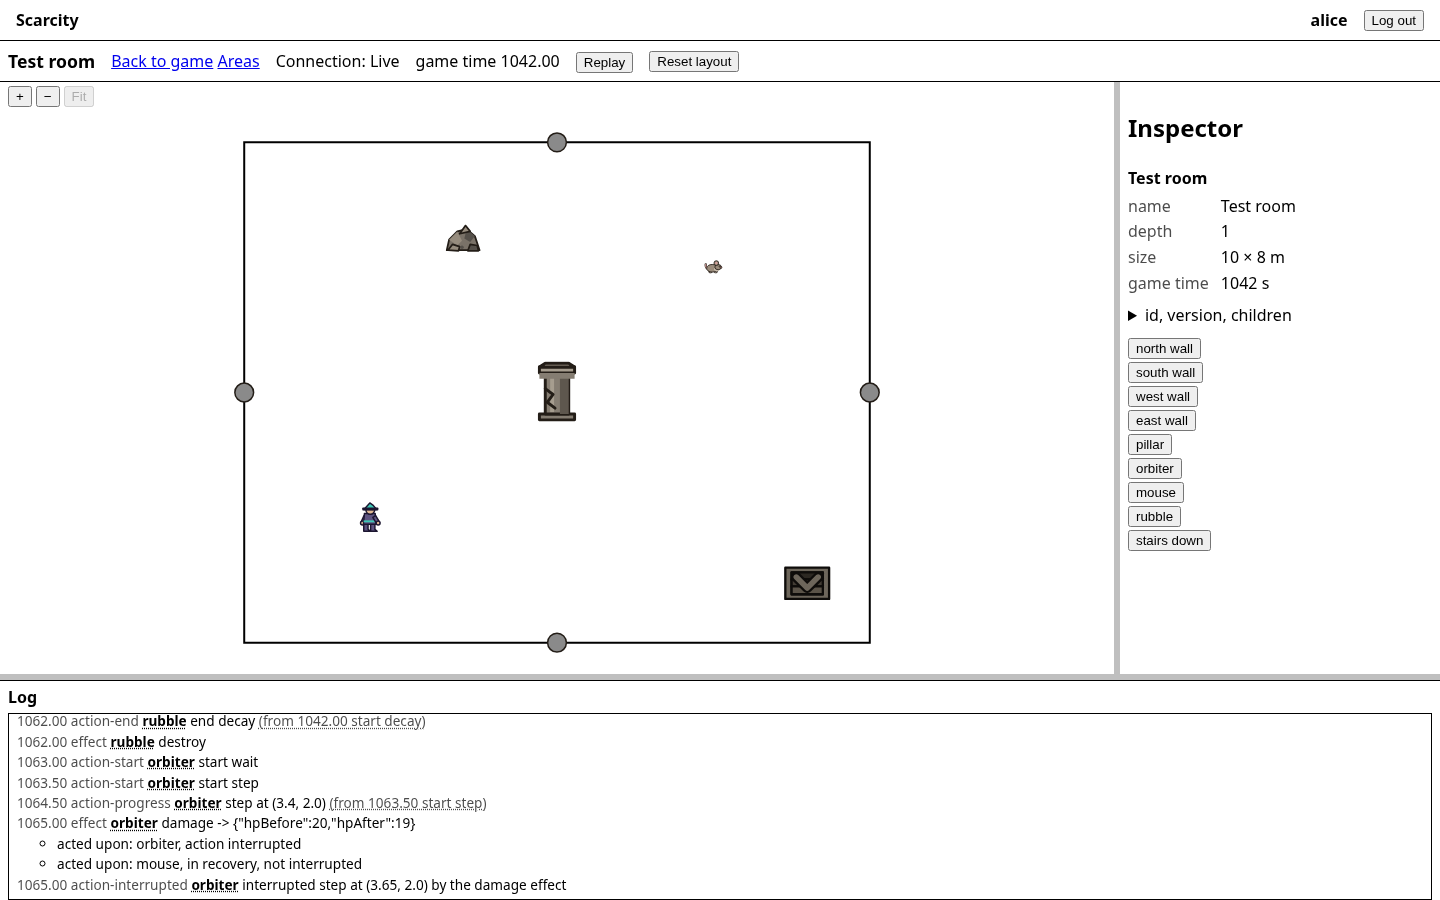 Scarcity
alice
Log out
Test room
Back to game
Areas
Connection: Live
game time 1042.00
Replay
Reset layout
+
−
Fit
Inspector
Test room
name Test room
depth 1
size 10 × 8 m
game time 1042 s
▶ id, version, children
north wall
south wall
west wall
east wall
pillar
orbiter
mouse
rubble
stairs down
Log
1062.00 action-end rubble end decay (from 1042.00 start decay)
1062.00 effect rubble destroy
1063.00 action-start orbiter start wait
1063.50 action-start orbiter start step
1064.50 action-progress orbiter step at (3.4, 2.0) (from 1063.50 start step)
1065.00 effect orbiter damage -> {"hpBefore":20,"hpAfter":19}
acted upon: orbiter, action interrupted
acted upon: mouse, in recovery, not interrupted
1065.00 action-interrupted orbiter interrupted step at (3.65, 2.0) by the damage effect